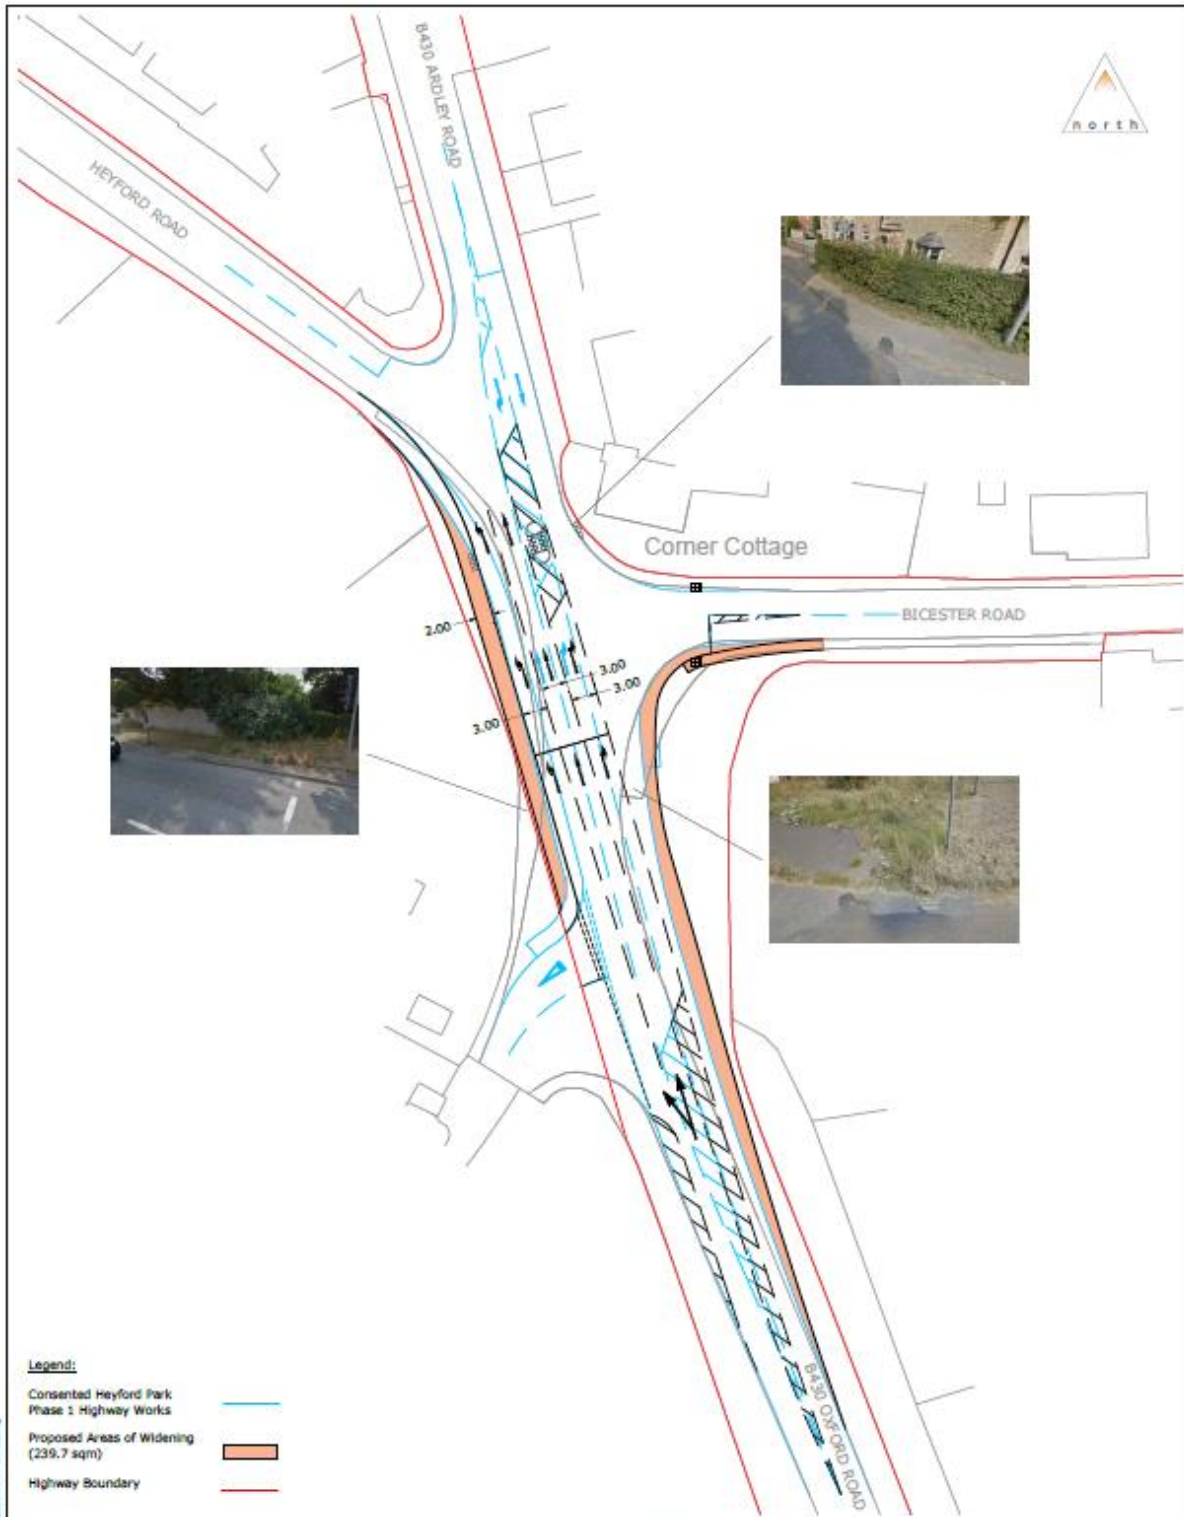 B430 ARDLEY ROAD
north
HEYFORD ROAD
Corner Cottage
BICESTER ROAD
2.00
3.00
3.00
3.00
B430 OXFORD ROAD
Legend:
Consented Heyford Park
Phase 1 Highway Works
Proposed Areas of Widening
(239.7 sqm)
Highway Boundary